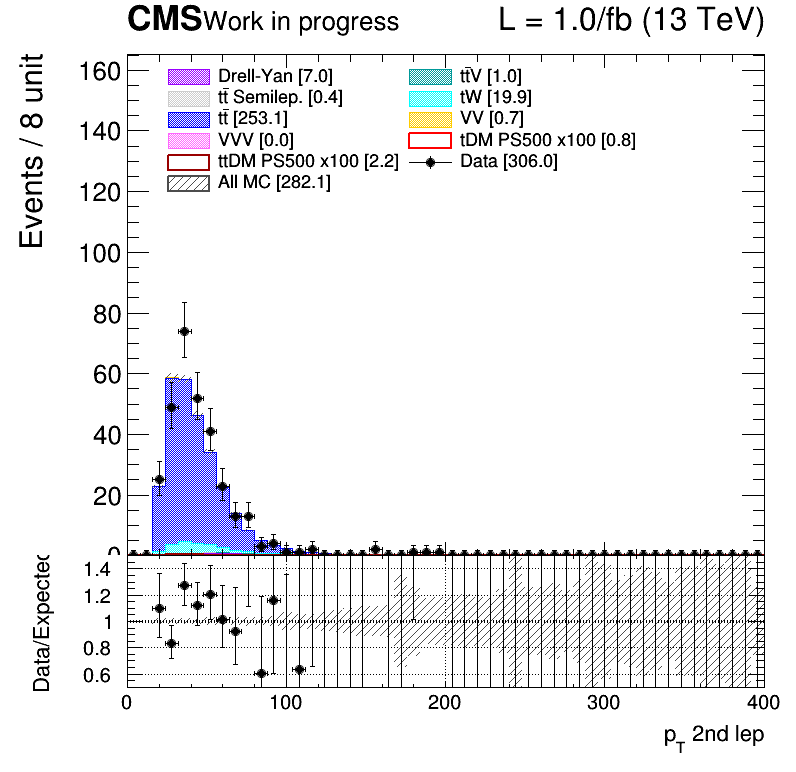 CMS Work in progress L = 1.0/fb (13 TeV)
Events / 8 unit
160
140
120
100
80
60
40
20
0
Drell-Yan [7.0]
tt̄ Semilep. [0.4]
tt̄ [253.1]
VVV [0.0]
ttDM PS500 x100 [2.2]
All MC [282.1]
tt̄V [1.0]
tW [19.9]
VV [0.7]
tDM PS500 x100 [0.8]
Data [306.0]
Data/Expected
1.4
1.2
1
0.8
0.6
0 100 200 300 400
pT 2nd lep